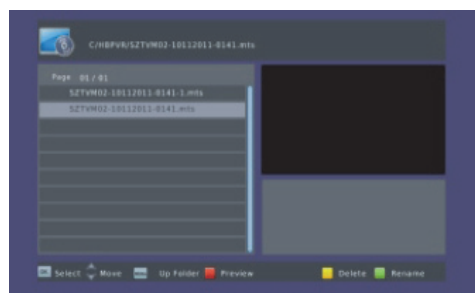 C/HBPVR/SZTVM02-10112011-0141.mts
Page 01/01
SZTVM02-10112011-0141-1.mts
SZTVM02-10112011-0141.mts
OK Select Move Up Folder Preview Delete Rename